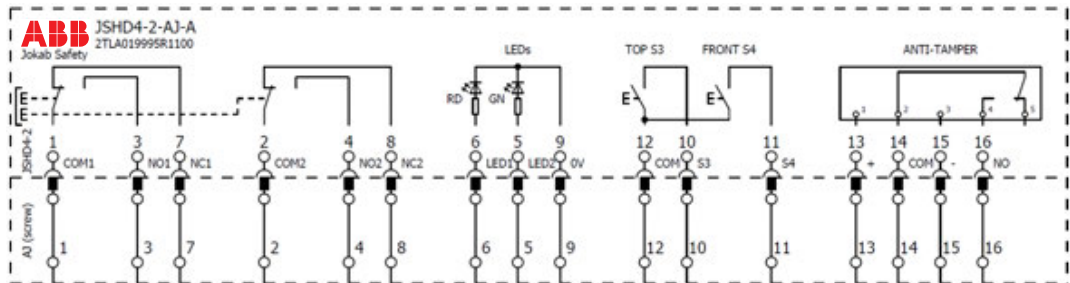 ABB JSHD4-2-AJ-A
2TLA019995R1100
Jokab Safety
LEDs TOP S3 FRONT S4 ANTI-TAMPER
RD GN
E E E
E
1 2 3 4 5
JSHD4-2
1 3 7 2 4 8 6 5 9 12 10 11 13 14 15 16
COM1 NO1 NC1 COM2 NO2 NC2 LED1 LED2 0V COM S3 S4 + COM - NO
AJ (screw)
1 3 7 2 4 8 6 5 9 12 10 11 13 14 15 16